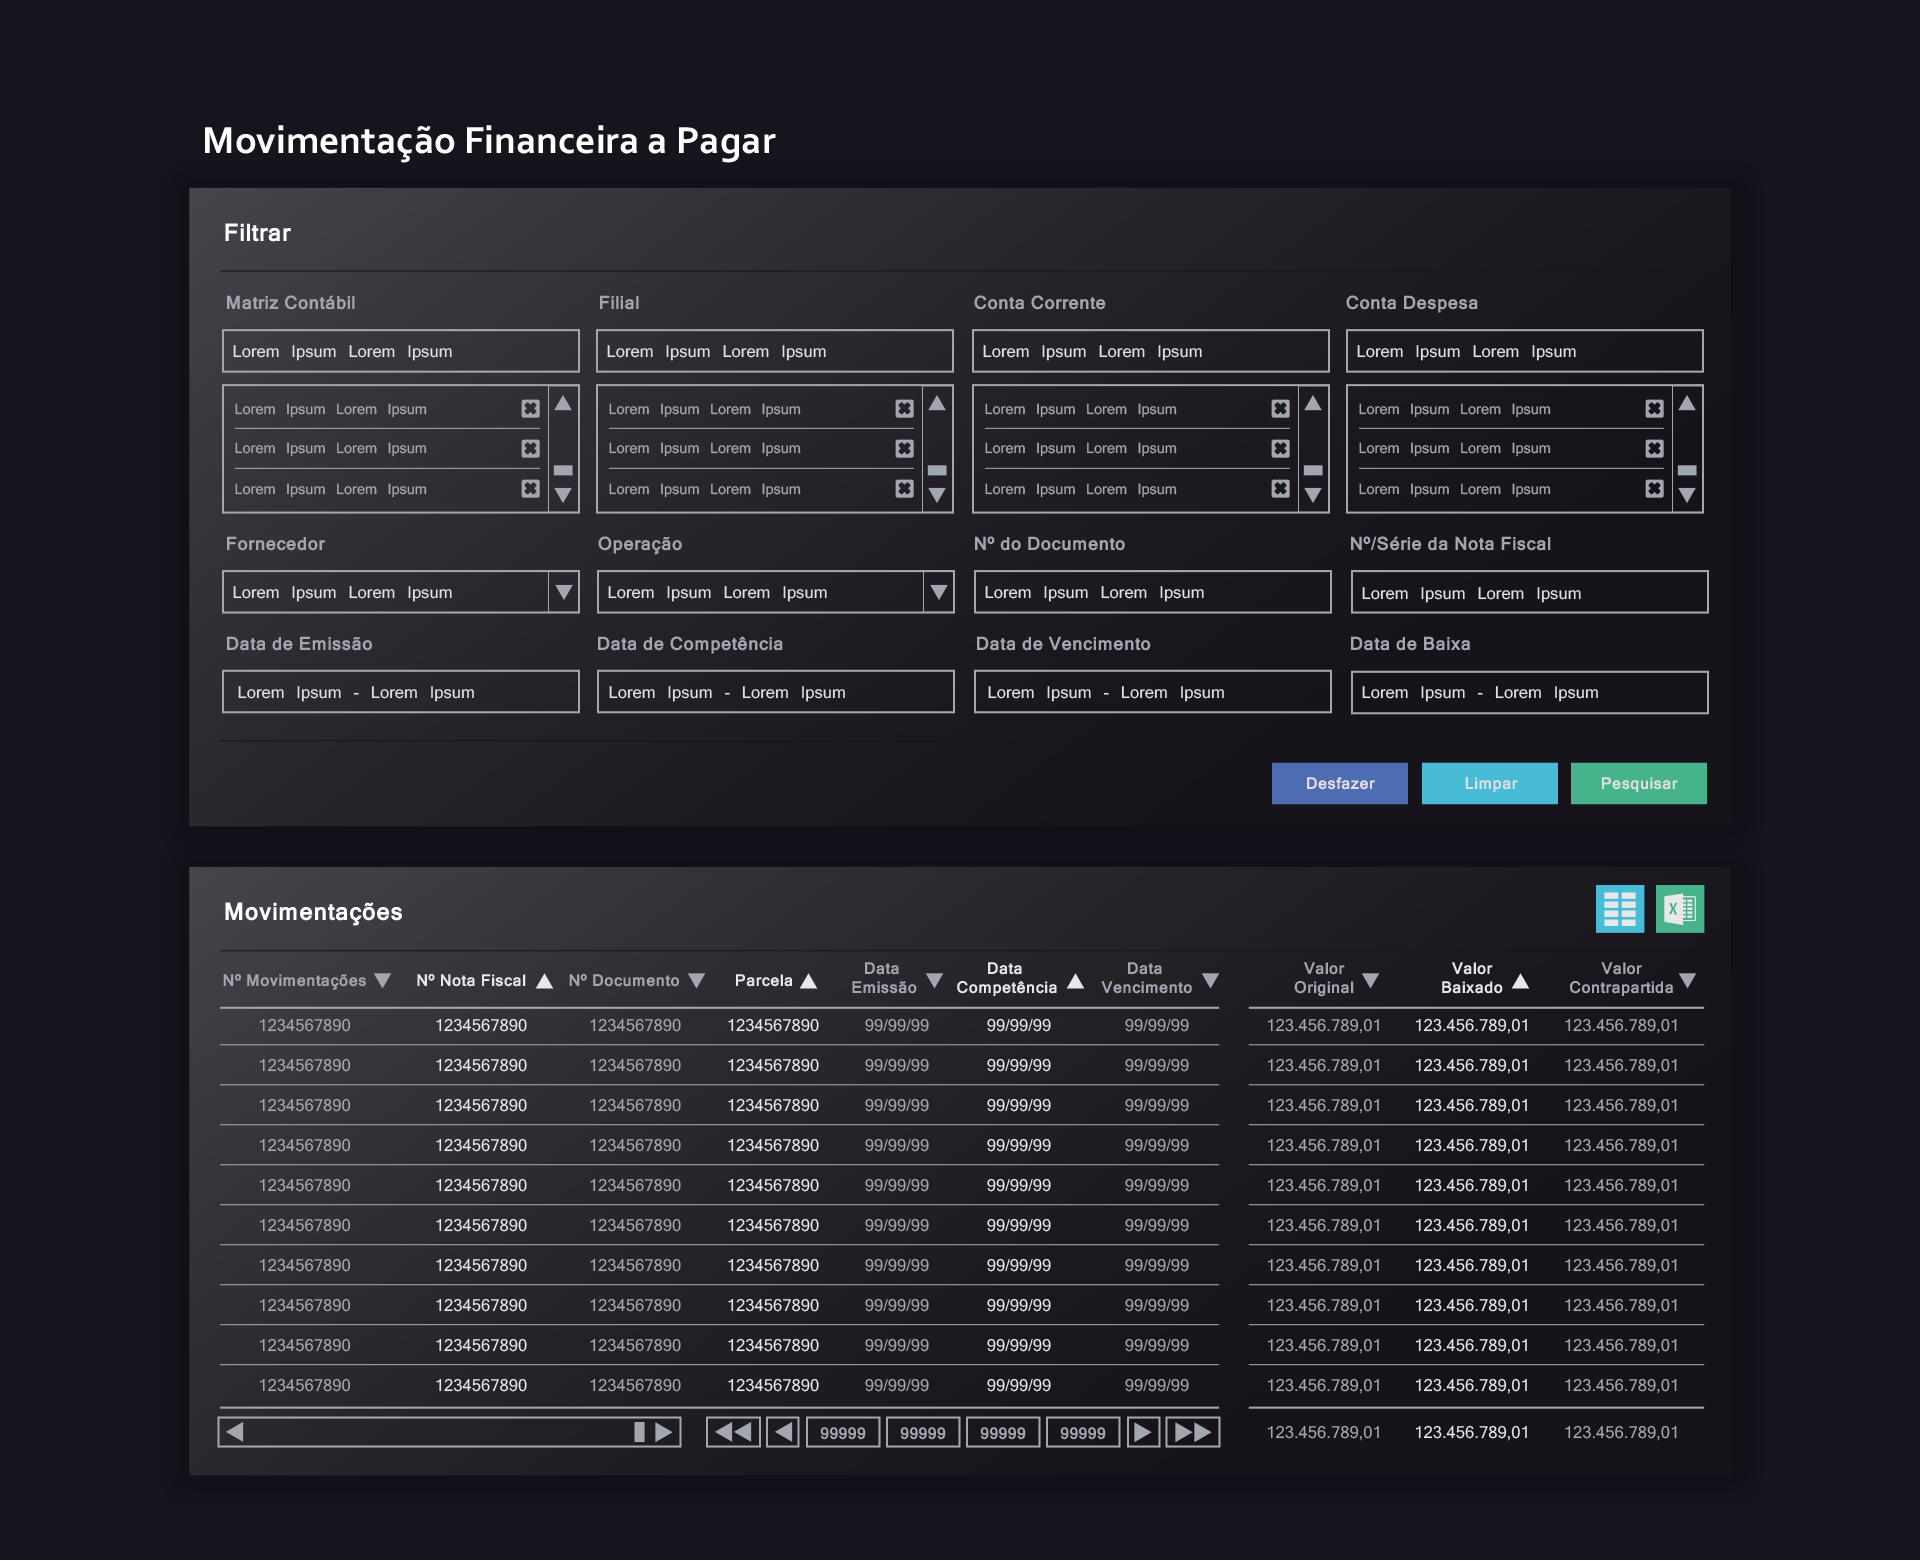 Movimentação Financeira a Pagar
Filtrar
Matriz Contábil Filial Conta Corrente Conta Despesa
Lorem Ipsum Lorem Ipsum Lorem Ipsum Lorem Ipsum Lorem Ipsum Lorem Ipsum Lorem Ipsum Lorem Ipsum
Lorem Ipsum Lorem Ipsum Lorem Ipsum Lorem Ipsum Lorem Ipsum Lorem Ipsum Lorem Ipsum Lorem Ipsum
Lorem Ipsum Lorem Ipsum Lorem Ipsum Lorem Ipsum Lorem Ipsum Lorem Ipsum Lorem Ipsum Lorem Ipsum
Lorem Ipsum Lorem Ipsum Lorem Ipsum Lorem Ipsum Lorem Ipsum Lorem Ipsum Lorem Ipsum Lorem Ipsum
Fornecedor Operação Nº do Documento Nº/Série da Nota Fiscal
Lorem Ipsum Lorem Ipsum Lorem Ipsum Lorem Ipsum Lorem Ipsum Lorem Ipsum Lorem Ipsum Lorem Ipsum
Data de Emissão Data de Competência Data de Vencimento Data de Baixa
Lorem Ipsum - Lorem Ipsum Lorem Ipsum - Lorem Ipsum Lorem Ipsum - Lorem Ipsum Lorem Ipsum - Lorem Ipsum
Desfazer Limpar Pesquisar
Movimentações X
Nº Movimentações Nº Nota Fiscal Nº Documento Parcela Data Emissão Data Competência Data Vencimento Valor Original Valor Baixado Valor Contrapartida
1234567890 1234567890 1234567890 1234567890 99/99/99 99/99/99 99/99/99 123.456.789,01 123.456.789,01 123.456.789,01
1234567890 1234567890 1234567890 1234567890 99/99/99 99/99/99 99/99/99 123.456.789,01 123.456.789,01 123.456.789,01
1234567890 1234567890 1234567890 1234567890 99/99/99 99/99/99 99/99/99 123.456.789,01 123.456.789,01 123.456.789,01
1234567890 1234567890 1234567890 1234567890 99/99/99 99/99/99 99/99/99 123.456.789,01 123.456.789,01 123.456.789,01
1234567890 1234567890 1234567890 1234567890 99/99/99 99/99/99 99/99/99 123.456.789,01 123.456.789,01 123.456.789,01
1234567890 1234567890 1234567890 1234567890 99/99/99 99/99/99 99/99/99 123.456.789,01 123.456.789,01 123.456.789,01
1234567890 1234567890 1234567890 1234567890 99/99/99 99/99/99 99/99/99 123.456.789,01 123.456.789,01 123.456.789,01
1234567890 1234567890 1234567890 1234567890 99/99/99 99/99/99 99/99/99 123.456.789,01 123.456.789,01 123.456.789,01
1234567890 1234567890 1234567890 1234567890 99/99/99 99/99/99 99/99/99 123.456.789,01 123.456.789,01 123.456.789,01
1234567890 1234567890 1234567890 1234567890 99/99/99 99/99/99 99/99/99 123.456.789,01 123.456.789,01 123.456.789,01
99999 99999 99999 99999 123.456.789,01 123.456.789,01 123.456.789,01